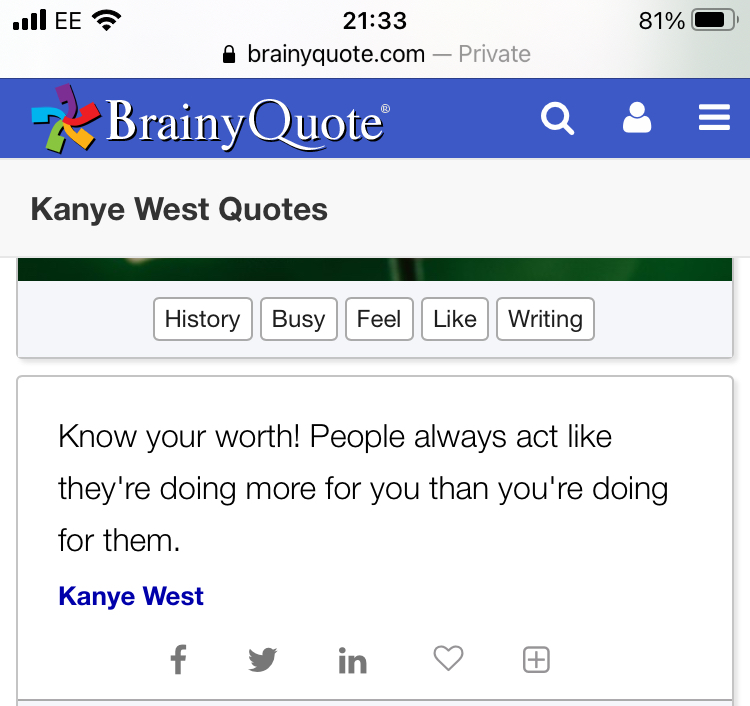 EE 21:33 81%
brainyquote.com — Private
BrainyQuote®
Kanye West Quotes
History Busy Feel Like Writing
Know your worth! People always act like
they're doing more for you than you're doing
for them.
Kanye West
f in